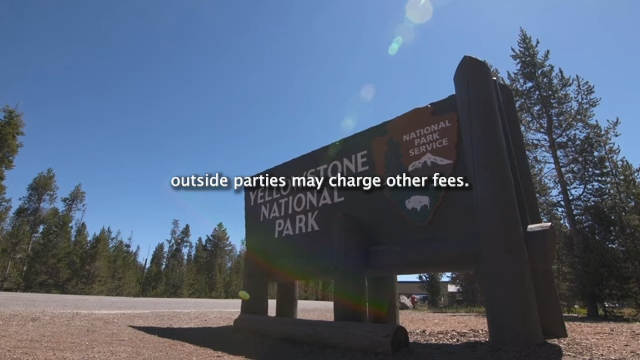 NATIONAL
PARK
SERVICE
YELLOWSTONE
NATIONAL
PARK
outside parties may charge other fees.